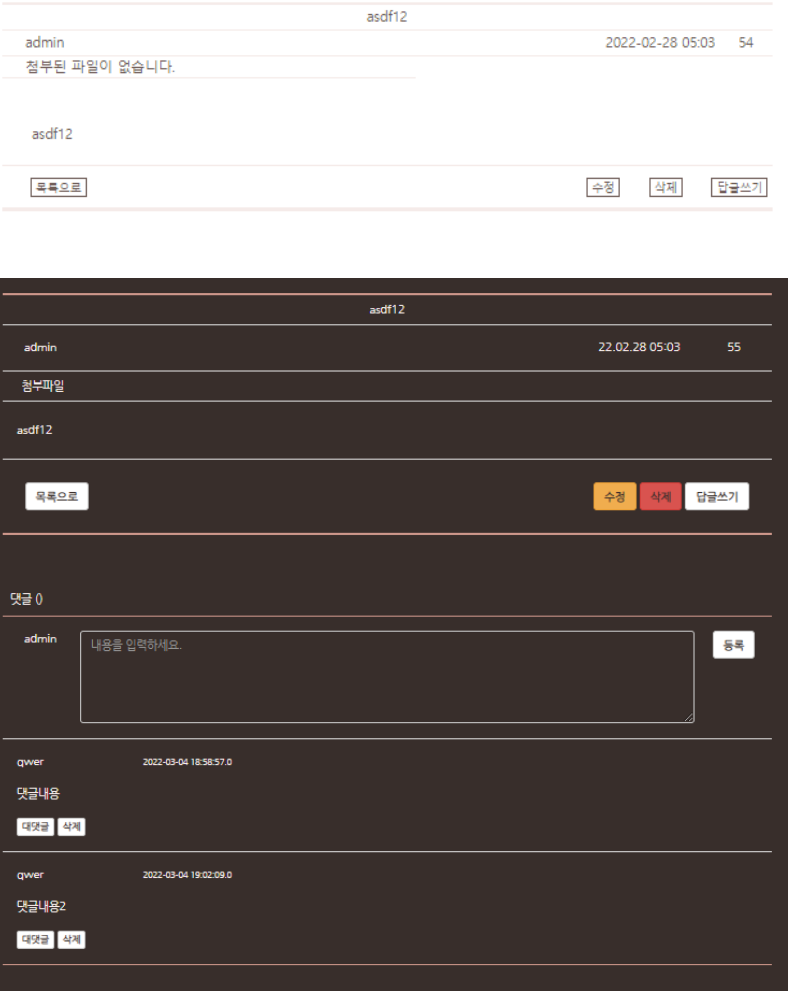 asdf12
admin 2022-02-28 05:03 54
첨부된 파일이 없습니다.
asdf12
목록으로 수정 삭제 답글쓰기
asdf12
admin 22.02.28 05:03 55
첨부파일
asdf12
목록으로 수정 삭제 답글쓰기
댓글 ()
admin 내용을 입력하세요. 등록
qwer 2022-03-04 18:58:57.0
댓글내용
대댓글 삭제
qwer 2022-03-04 19:02:09.0
댓글내용2
대댓글 삭제